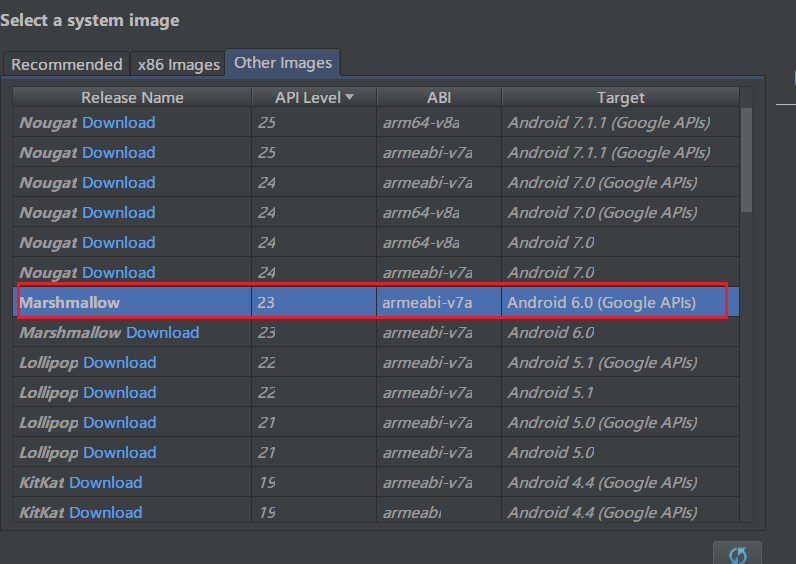 Select a system image
Recommended x86 Images Other Images
Release Name API Level ABI Target
Nougat Download 25 arm64-v8a Android 7.1.1 (Google APIs)
Nougat Download 25 armeabi-v7a Android 7.1.1 (Google APIs)
Nougat Download 24 armeabi-v7a Android 7.0 (Google APIs)
Nougat Download 24 arm64-v8a Android 7.0 (Google APIs)
Nougat Download 24 arm64-v8a Android 7.0
Nougat Download 24 armeabi-v7a Android 7.0
Marshmallow 23 armeabi-v7a Android 6.0 (Google APIs)
Marshmallow Download 23 armeabi-v7a Android 6.0
Lollipop Download 22 armeabi-v7a Android 5.1 (Google APIs)
Lollipop Download 22 armeabi-v7a Android 5.1
Lollipop Download 21 armeabi-v7a Android 5.0 (Google APIs)
Lollipop Download 21 armeabi-v7a Android 5.0
KitKat Download 19 armeabi-v7a Android 4.4 (Google APIs)
KitKat Download 19 armeabi Android 4.4 (Google APIs)